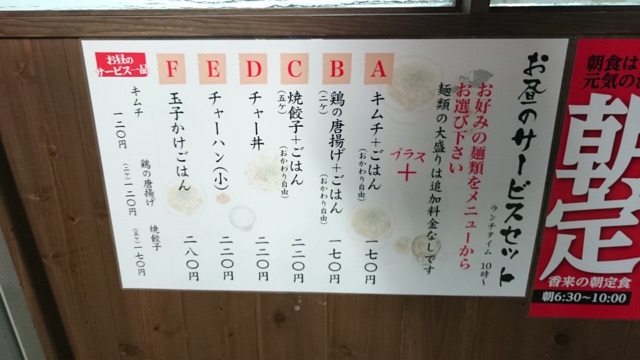 お昼のサービスセット
ランチタイム 10時〜
お好みの麺類をメニューから
お選び下さい
麺類の大盛りは追加料金なしです
プラス
+
A
キムチ+ごはん
(おかわり自由)
一七〇円
B
鶏の唐揚げ+ごはん
(二ケ)
(おかわり自由)
一七〇円
C
焼餃子+ごはん
(五ケ)
(おかわり自由)
二二〇円
D
チャー丼
二二〇円
E
チャーハン(小)
二二〇円
F
玉子かけごはん
二八〇円
お昼の
サービス一品
キムチ
一二〇円
鶏の唐揚げ
(二ケ)一二〇円
焼餃子
(五ケ)一七〇円
朝食は
元気の
朝定
香来の朝定食
朝6:30〜10:00